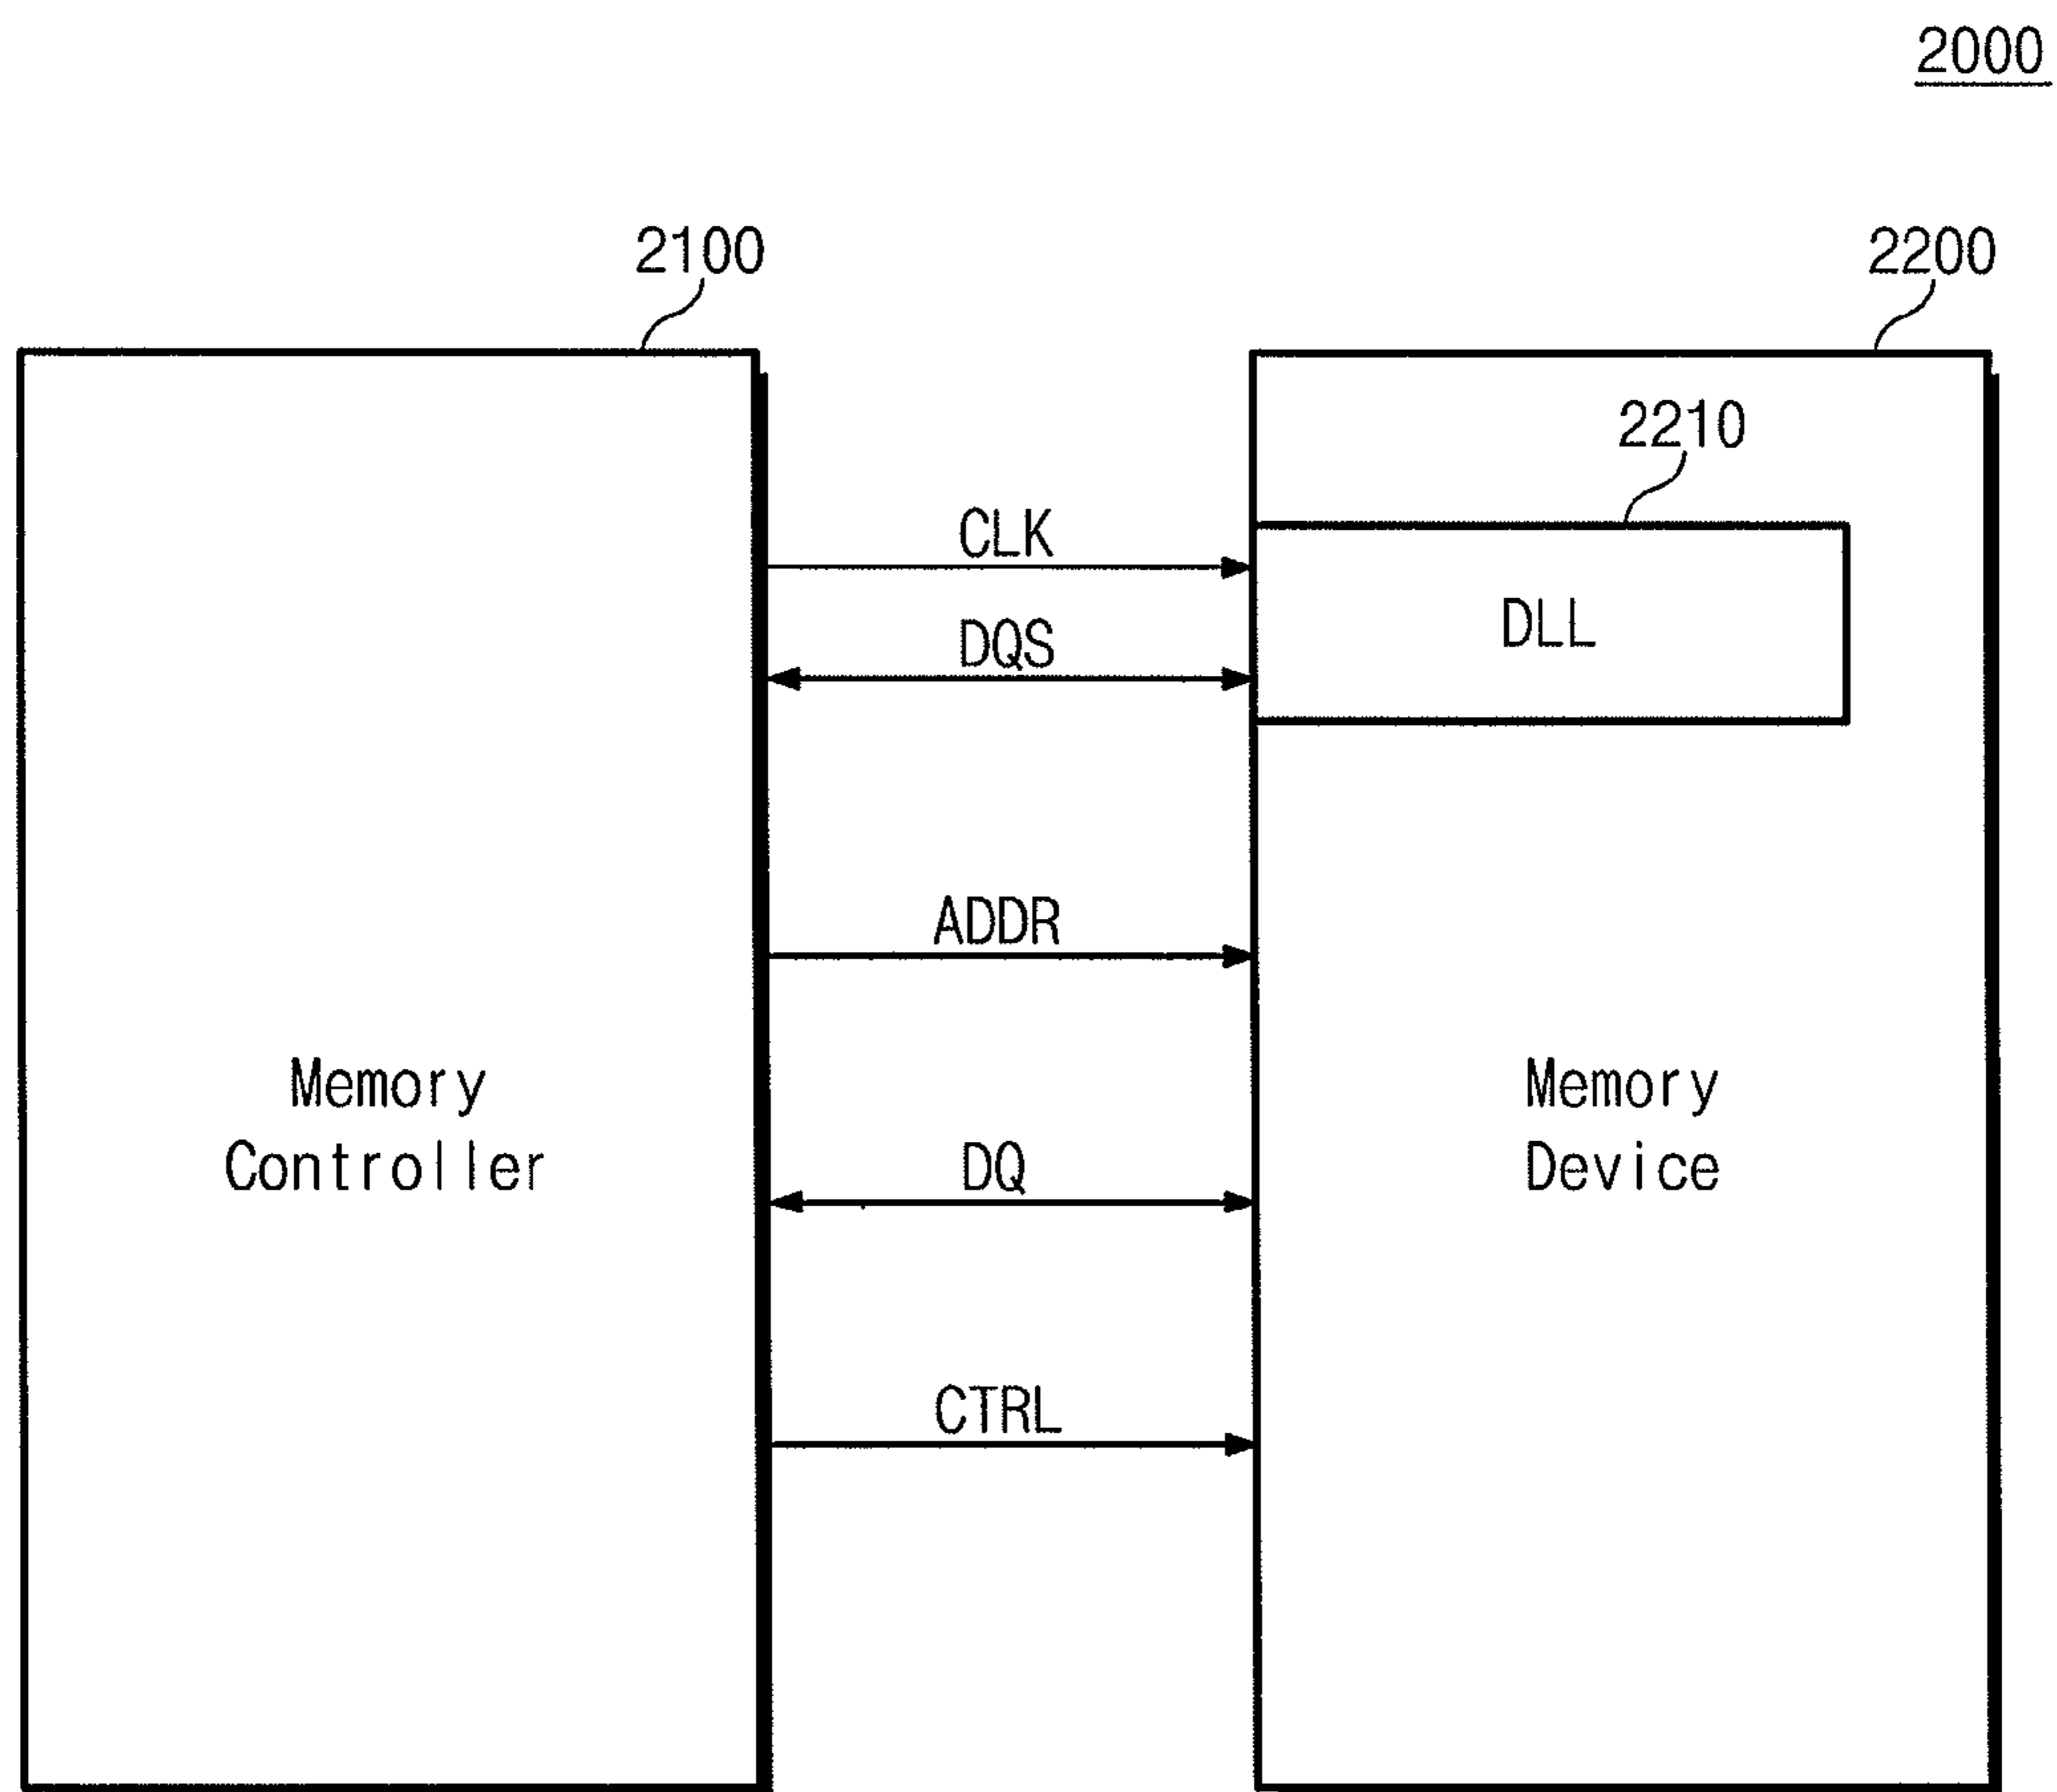 2000
2100
2200
2210
CLK
DQS
DLL
ADDR
Memory
Controller
DQ
Memory
Device
CTRL